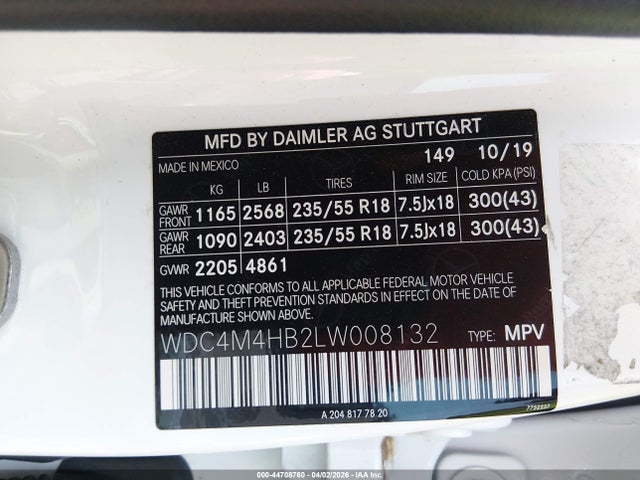 MFD BY DAIMLER AG STUTTGART
MADE IN MEXICO 149 10/19
KG LB TIRES RIM SIZE COLD KPA (PSI)
GAWR FRONT 1165 2568 235/55 R18 7.5Jx18 300(43)
GAWR REAR 1090 2403 235/55 R18 7.5Jx18 300(43)
GVWR 2205 4861
THIS VEHICLE CONFORMS TO ALL APPLICABLE FEDERAL MOTOR VEHICLE
SAFETY, BUMPER, AND THEFT PREVENTION STANDARDS IN EFFECT ON THE
DATE OF MANUFACTURE SHOWN ABOVE.
WDC4M4HB2LW008132 TYPE: MPV
A 204 817 78 20
000-44708760 - 04/02/2026 - IAA Inc.